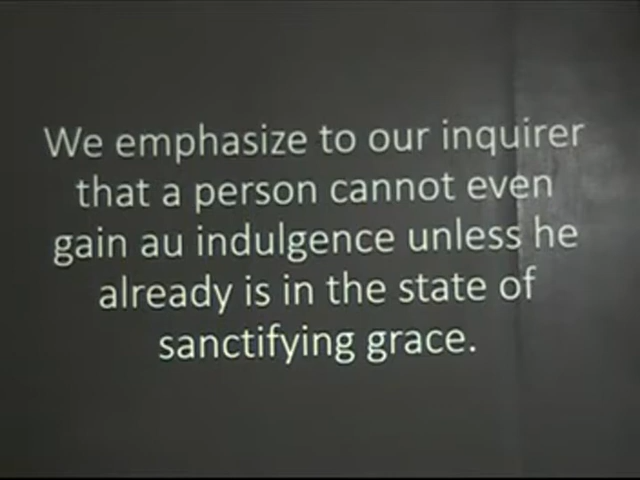 We emphasize to our inquirer
that a person cannot even
gain au indulgence unless he
already is in the state of
sanctifying grace.